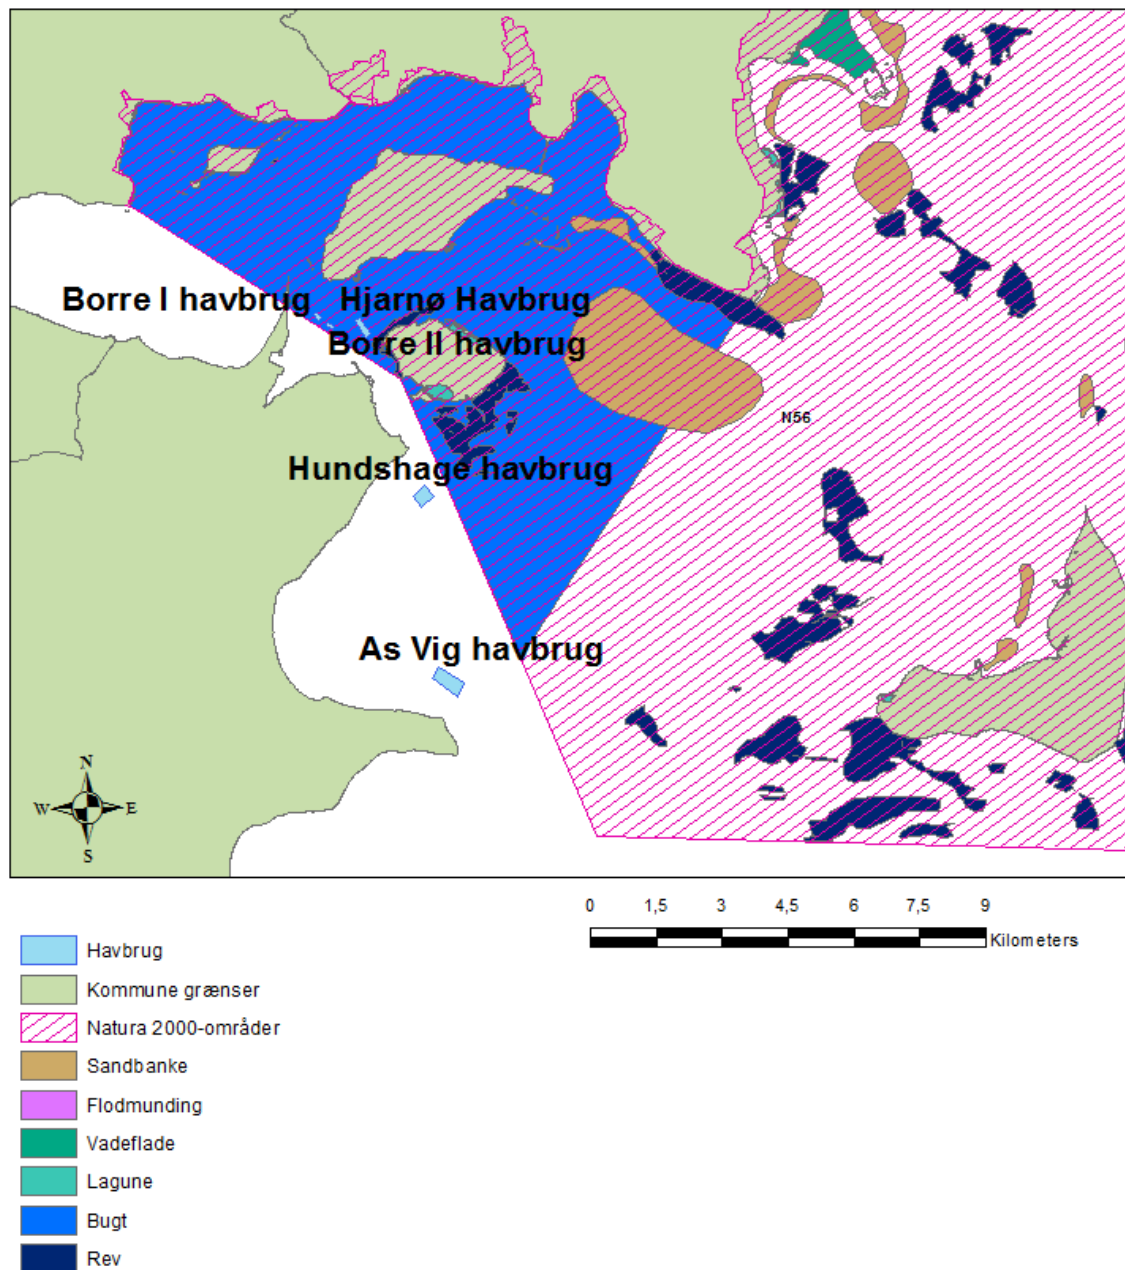 Borre I havbrug
Hjarnø Havbrug
Borre II havbrug
N56
Hundshage havbrug
As Vig havbrug
N
W E
S
0 1,5 3 4,5 6 7,5 9
Kilometers
Havbrug
Kommune grænser
Natura 2000-områder
Sandbanke
Flodmunding
Vadeflade
Lagune
Bugt
Rev